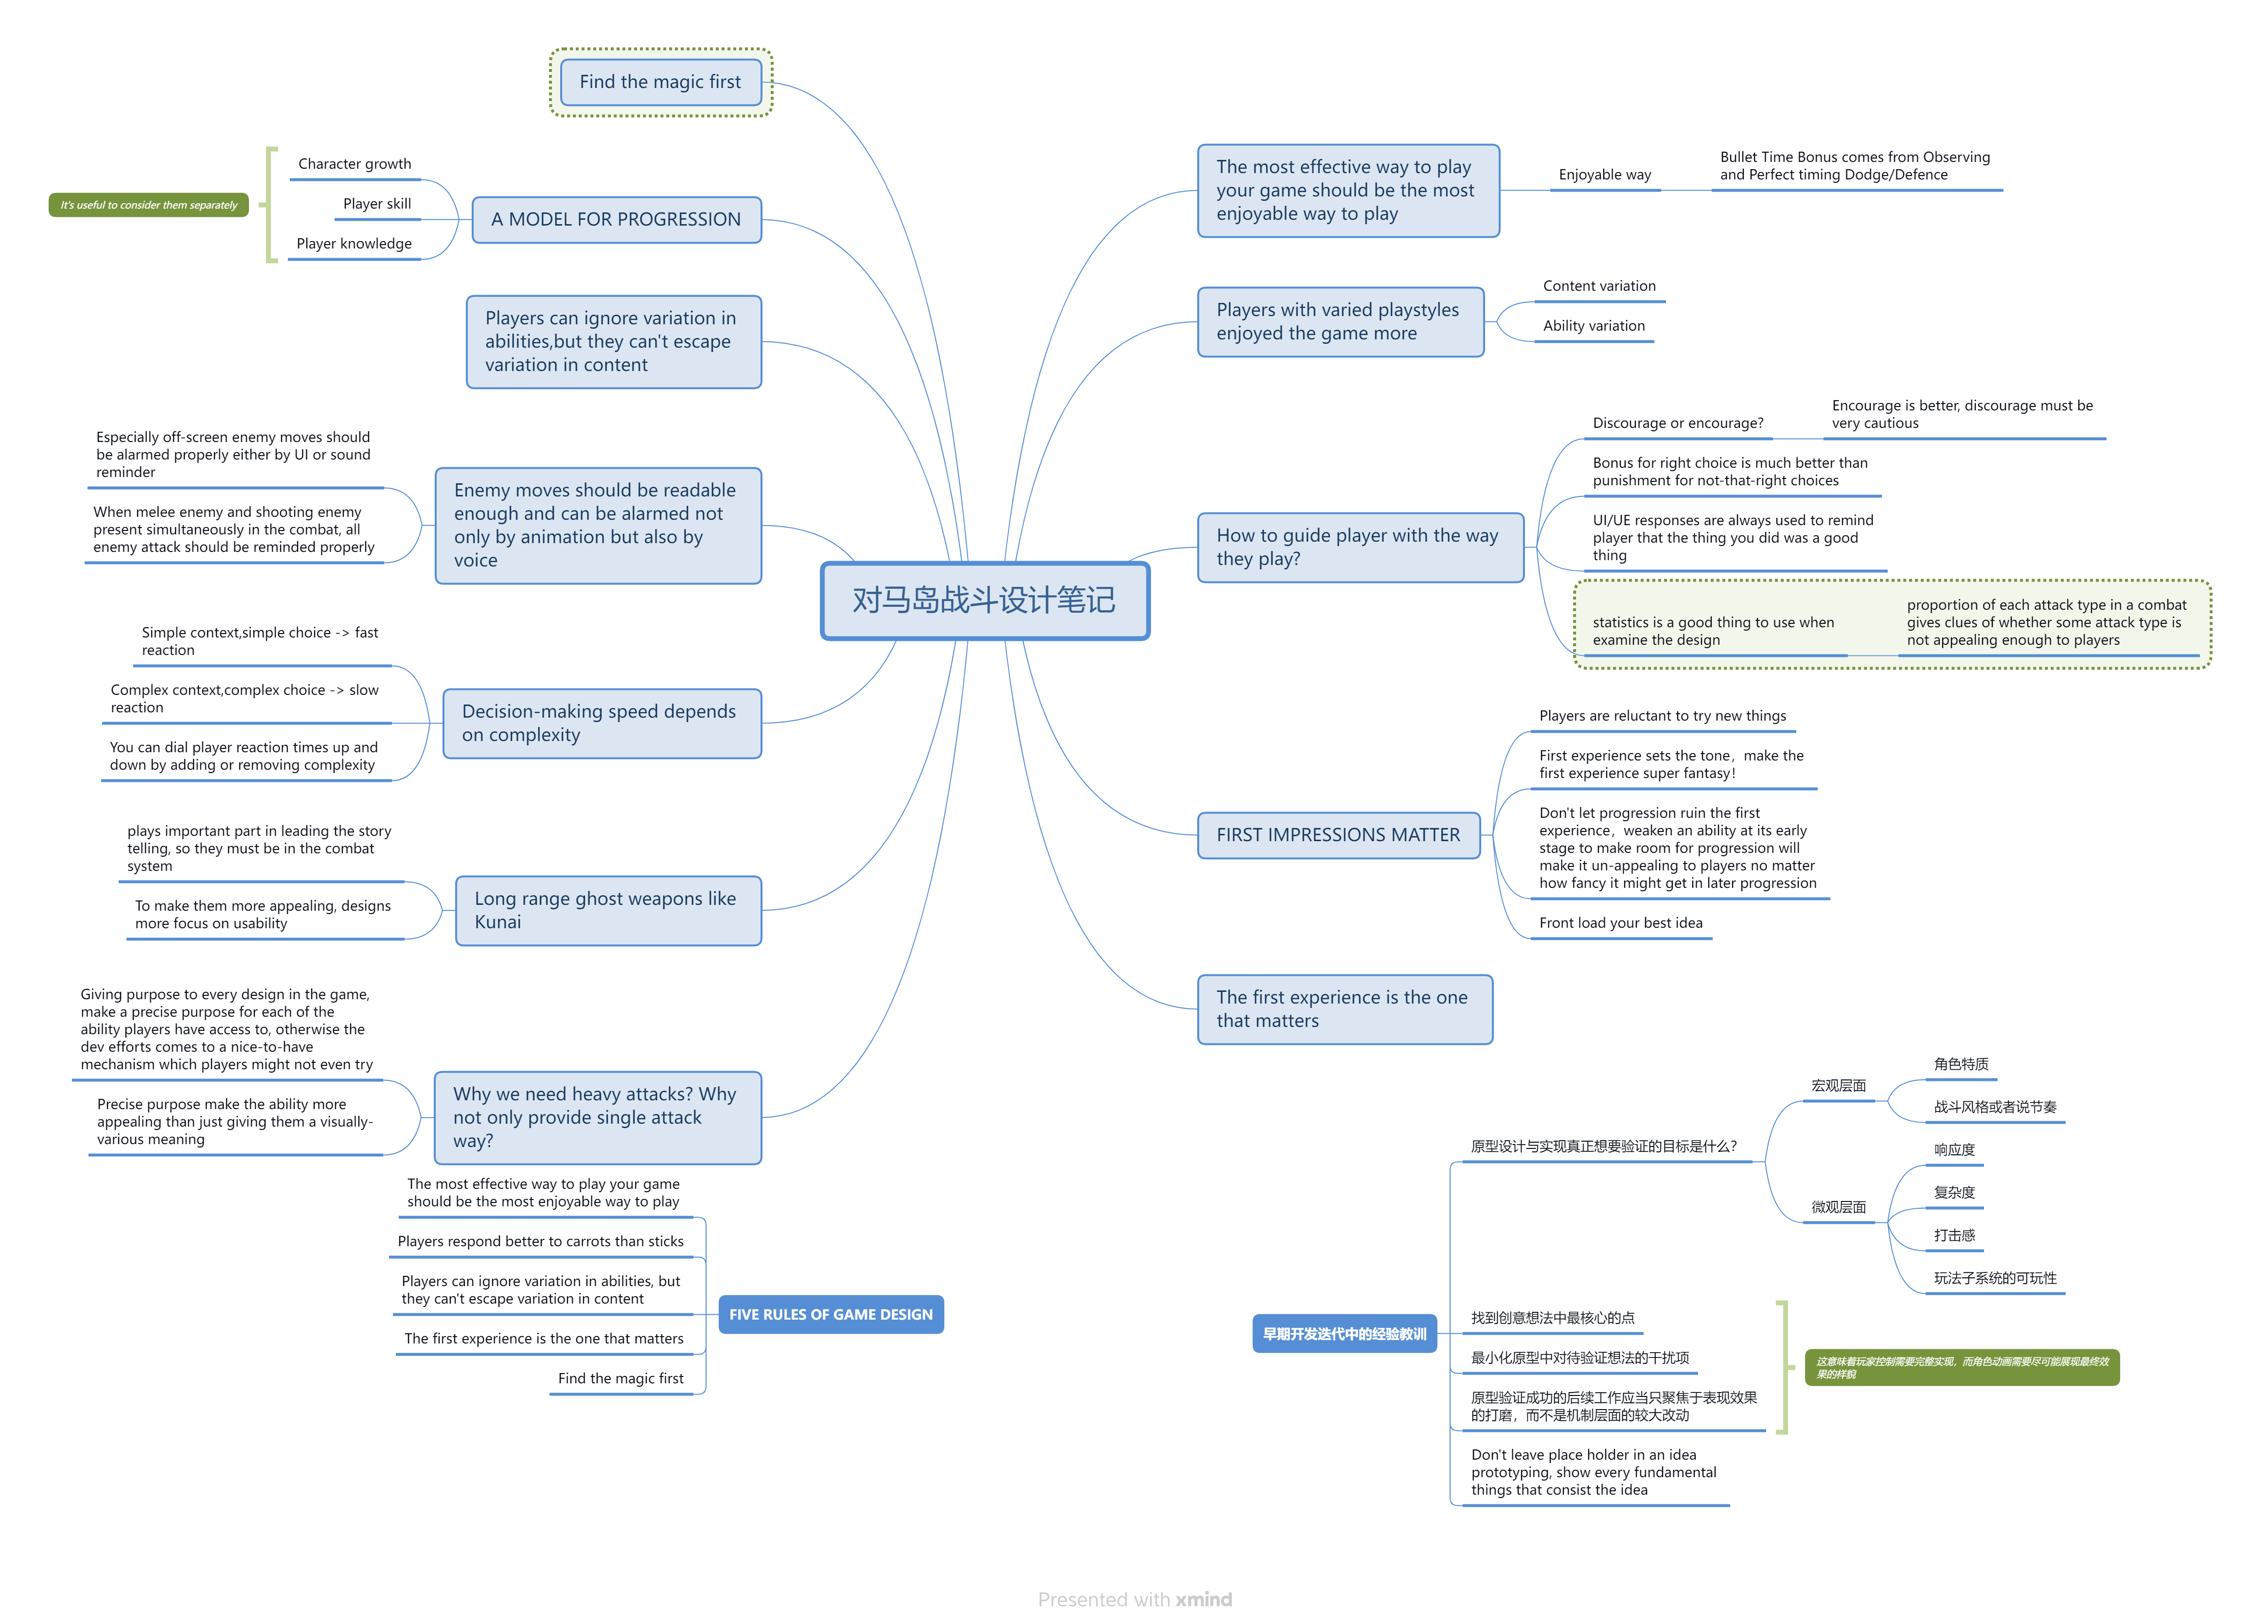 对马岛战斗设计笔记
The most effective way to play
your game should be the most
enjoyable way to play
Enjoyable way
Bullet Time Bonus comes from Observing
and Perfect timing Dodge/Defence
Players with varied playstyles
enjoyed the game more
Content variation
Ability variation
How to guide player with the way
they play?
Discourage or encourage?
Encourage is better, discourage must be
very cautious
Bonus for right choice is much better than
punishment for not-that-right choices
UI/UE responses are always used to remind
player that the thing you did was a good
thing
statistics is a good thing to use when
examine the design
proportion of each attack type in a combat
gives clues of whether some attack type is
not appealing enough to players
FIRST IMPRESSIONS MATTER
Players are reluctant to try new things
First experience sets the tone，make the
first experience super fantasy！
Don't let progression ruin the first
experience，weaken an ability at its early
stage to make room for progression will
make it un-appealing to players no matter
how fancy it might get in later progression
Front load your best idea
The first experience is the one
that matters
Find the magic first
A MODEL FOR PROGRESSION
Character growth
Player skill
Player knowledge
It's useful to consider them separately
Players can ignore variation in
abilities,but they can't escape
variation in content
Enemy moves should be readable
enough and can be alarmed not
only by animation but also by
voice
Especially off-screen enemy moves should
be alarmed properly either by UI or sound
reminder
When melee enemy and shooting enemy
present simultaneously in the combat, all
enemy attack should be reminded properly
Decision-making speed depends
on complexity
Simple context,simple choice -> fast
reaction
Complex context,complex choice -> slow
reaction
You can dial player reaction times up and
down by adding or removing complexity
Long range ghost weapons like
Kunai
plays important part in leading the story
telling, so they must be in the combat
system
To make them more appealing, designs
more focus on usability
Why we need heavy attacks? Why
not only provide single attack
way?
Giving purpose to every design in the game,
make a precise purpose for each of the
ability players have access to, otherwise the
dev efforts comes to a nice-to-have
mechanism which players might not even try
Precise purpose make the ability more
appealing than just giving them a visually-
various meaning
FIVE RULES OF GAME DESIGN
The most effective way to play your game
should be the most enjoyable way to play
Players respond better to carrots than sticks
Players can ignore variation in abilities, but
they can't escape variation in content
The first experience is the one that matters
Find the magic first
早期开发迭代中的经验教训
原型设计与实现真正想要验证的目标是什么？
宏观层面
角色特质
战斗风格或者说节奏
微观层面
响应度
复杂度
打击感
玩法子系统的可玩性
找到创意想法中最核心的点
最小化原型中对待验证想法的干扰项
原型验证成功的后续工作应当只聚焦于表现效果
的打磨，而不是机制层面的较大改动
这意味着玩家控制需要完整实现，而角色动画需要尽可能展现最终效
果的样貌
Don't leave place holder in an idea
prototyping, show every fundamental
things that consist the idea
Presented with xmind